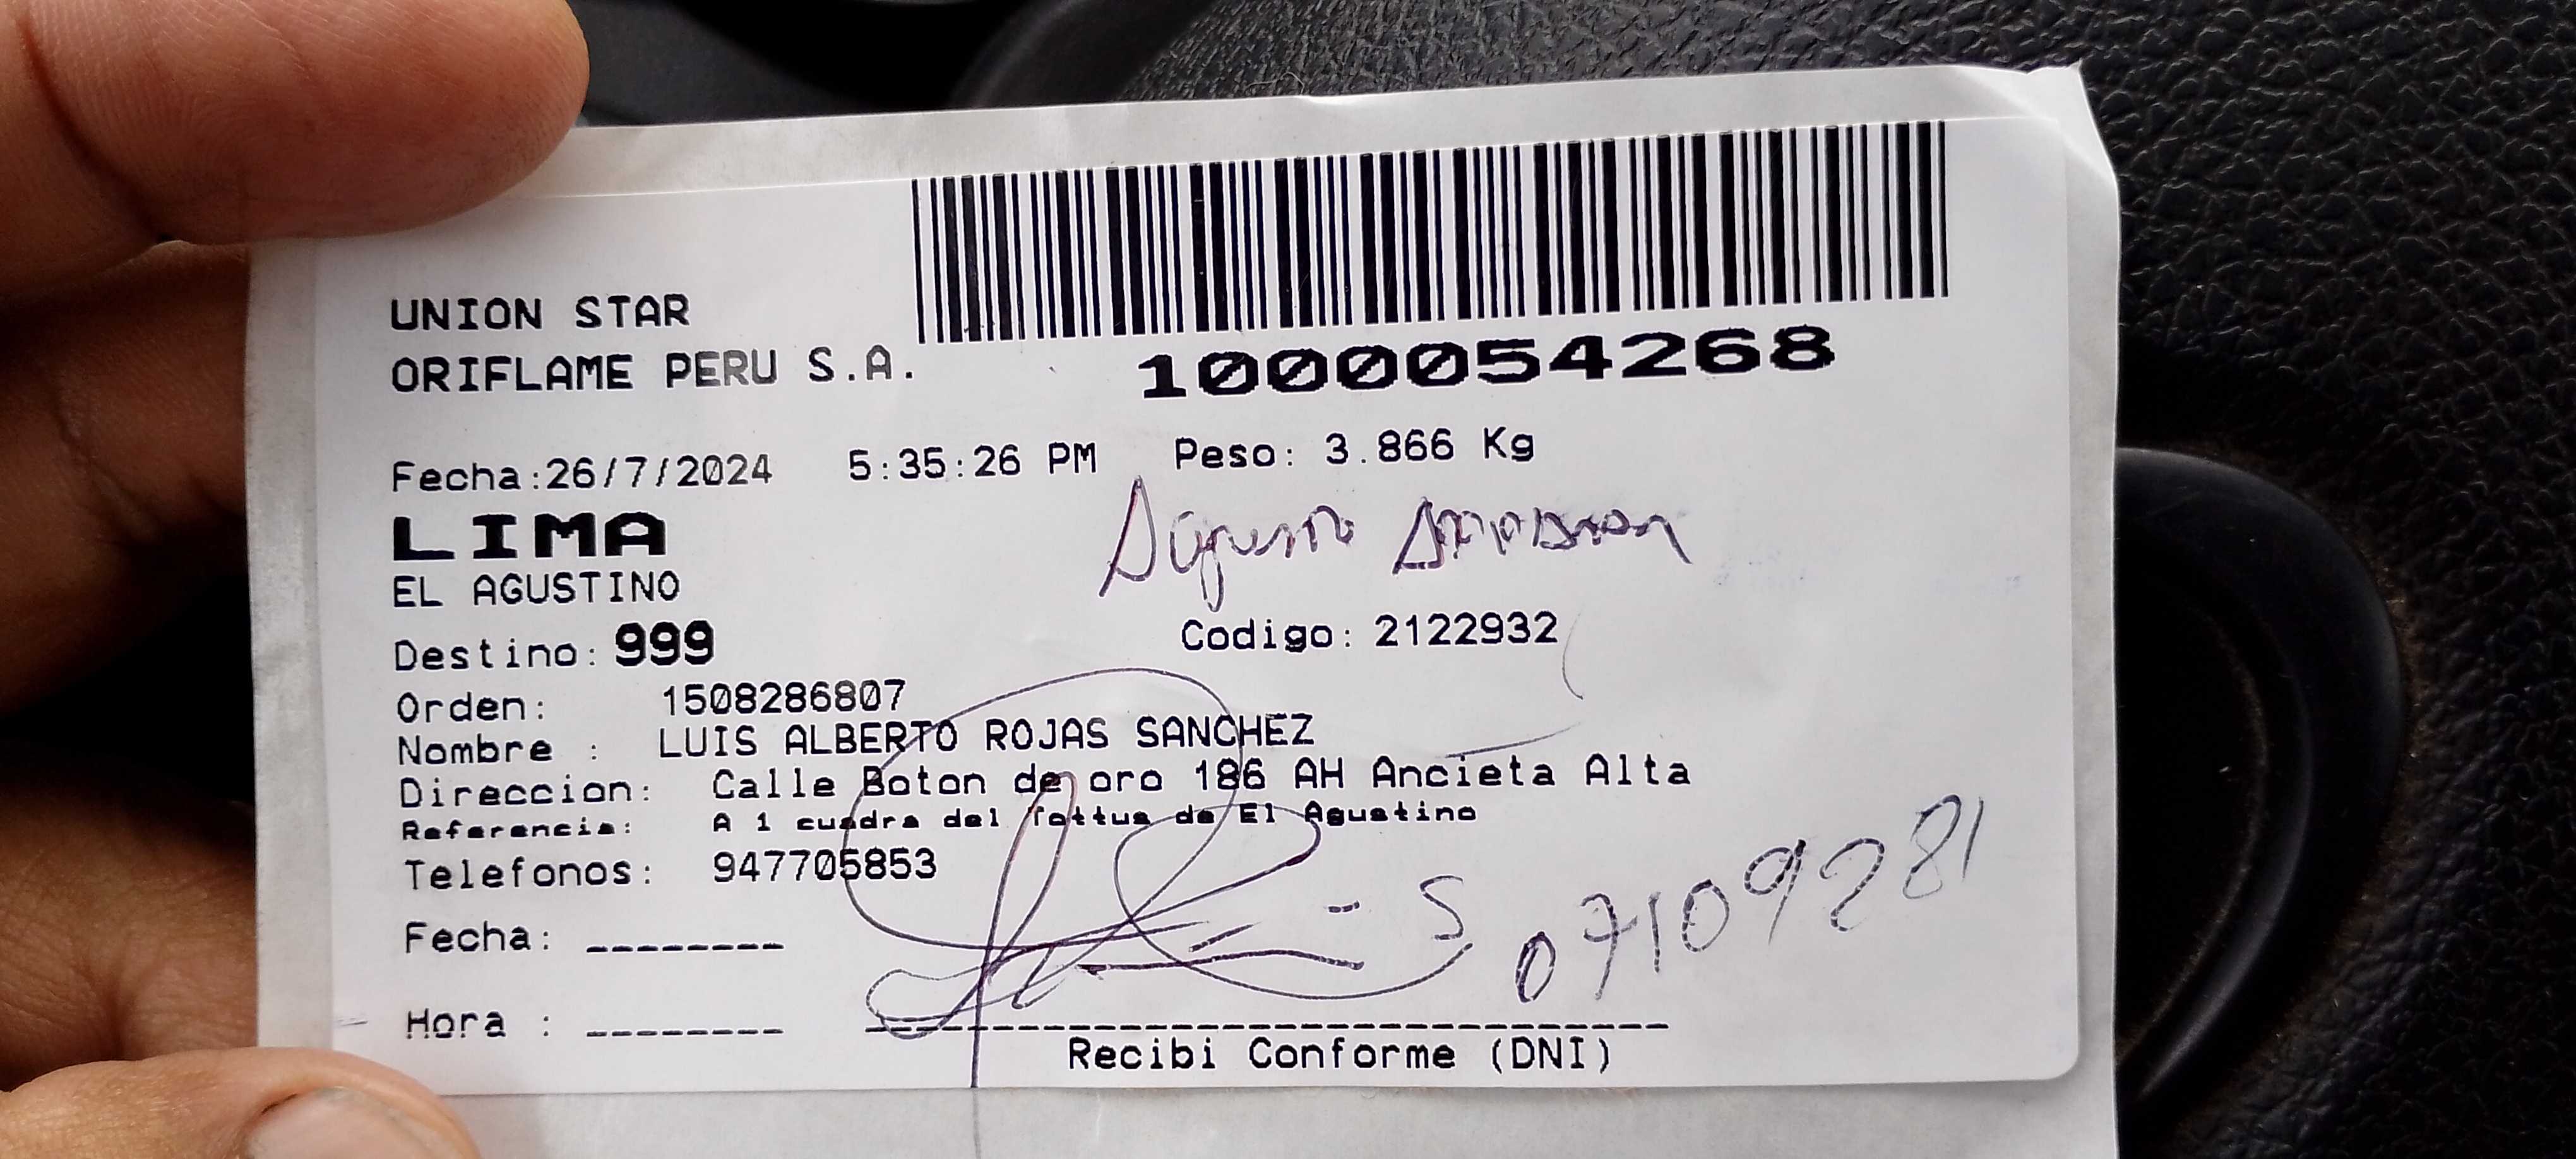 UNION STAR
ORIFLAME PERU S.A.
1000054268
Fecha:26/7/2024 5:35:26 PM Peso: 3.866 Kg
LIMA
EL AGUSTINO
Destino: 999 Codigo: 2122932
Orden: 1508286807
Nombre : LUIS ALBERTO ROJAS SANCHEZ
Direccion: Calle Boton de oro 186 AH Ancieta Alta
Referencia: A 1 cuadra del Tottus de El Agustino
Telefonos: 947705853
Fecha: --------
07109281
Hora : --------
Recibi Conforme (DNI)